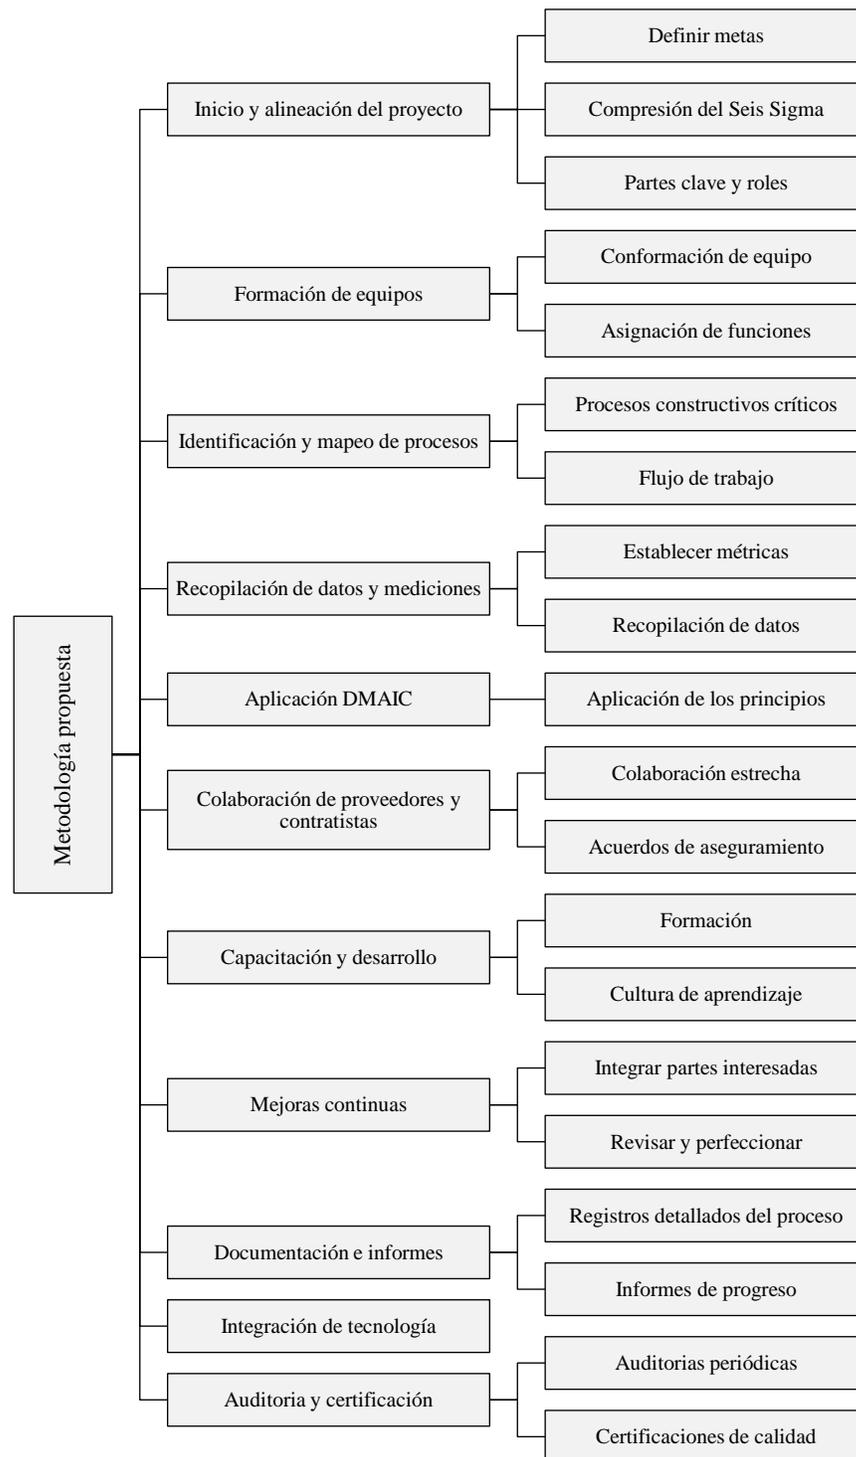 Metodología propuesta
Inicio y alineación del proyecto
Definir metas
Compresión del Seis Sigma
Partes clave y roles
Formación de equipos
Conformación de equipo
Asignación de funciones
Identificación y mapeo de procesos
Procesos constructivos críticos
Flujo de trabajo
Recopilación de datos y mediciones
Establecer métricas
Recopilación de datos
Aplicación DMAIC
Aplicación de los principios
Colaboración de proveedores y
contratistas
Colaboración estrecha
Acuerdos de aseguramiento
Capacitación y desarrollo
Formación
Cultura de aprendizaje
Mejoras continuas
Integrar partes interesadas
Revisar y perfeccionar
Documentación e informes
Registros detallados del proceso
Informes de progreso
Integración de tecnología
Auditoria y certificación
Auditorias periódicas
Certificaciones de calidad